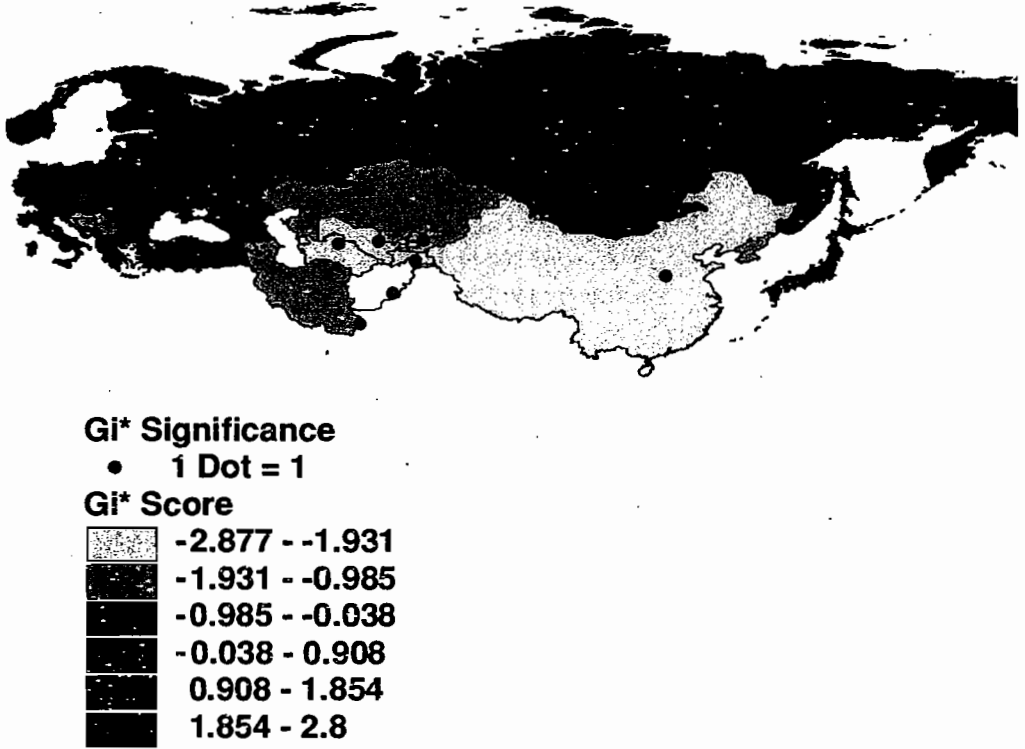 Gi* Significance
1 Dot = 1
Gi* Score
-2.877 - -1.931
-1.931 - -0.985
-0.985 - -0.038
-0.038 - 0.908
0.908 - 1.854
1.854 - 2.8